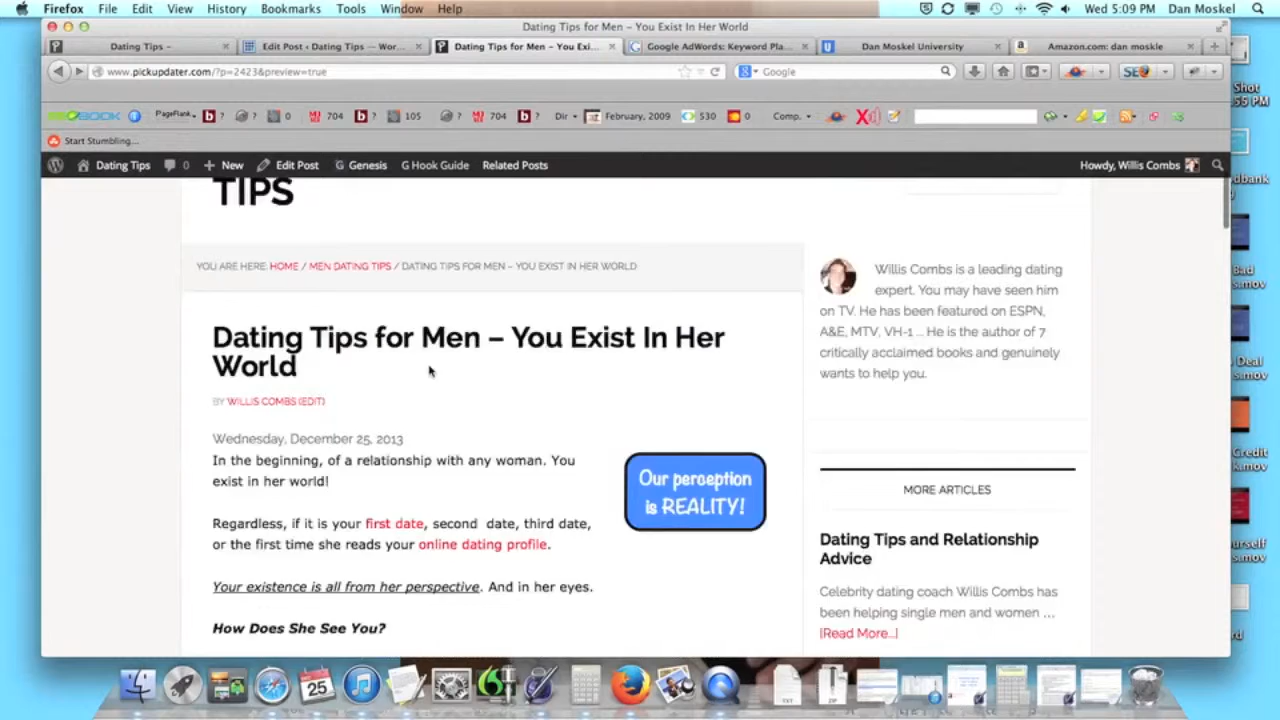 Firefox File Edit View History Bookmarks Tools Window Help Wed 5:09 PM Dan Moskel
Dating Tips for Men – You Exist In Her World
Dating Tips – Edit Post ‹ Dating Tips — Wor... Dating Tips for Men – You Exi... Google AdWords: Keyword Pla... Dan Moskel University Amazon.com: dan moskle
www.pickupdater.com/?p=2423&preview=true Google SEO
PageRank 0 704 105 704 Dir February, 2009 530 0 Comp.
Start Stumbling...
Dating Tips 0 New Edit Post Genesis G Hook Guide Related Posts Howdy, Willis Combs
TIPS
YOU ARE HERE: HOME / MEN DATING TIPS / DATING TIPS FOR MEN – YOU EXIST IN HER WORLD
Dating Tips for Men – You Exist In Her
World
BY WILLIS COMBS (EDIT)
Wednesday, December 25, 2013
In the beginning, of a relationship with any woman. You
exist in her world!
Regardless, if it is your first date, second date, third date,
or the first time she reads your online dating profile.
Your existence is all from her perspective. And in her eyes.
How Does She See You?
Our perception
is REALITY!
Willis Combs is a leading dating
expert. You may have seen him
on TV. He has been featured on ESPN,
A&E, MTV, VH-1 ... He is the author of 7
critically acclaimed books and genuinely
wants to help you.
MORE ARTICLES
Dating Tips and Relationship
Advice
Celebrity dating coach Willis Combs has
been helping single men and women ...
[Read More...]
Shot
Bad
Deal
Credit
25
TXT
ZIP